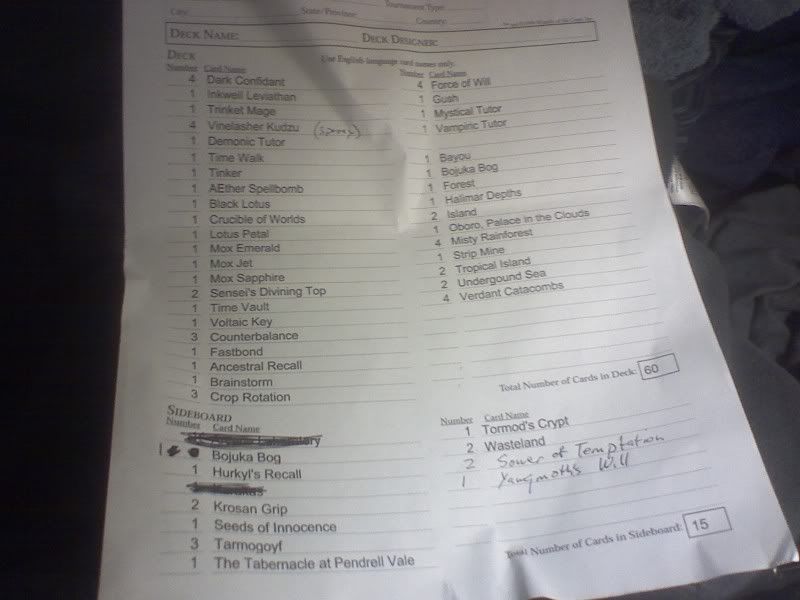 City:
State/Province:
Tournament Type:
Country:
DECK NAME:
DECK DESIGNER:
DECK
Use English-language card names only.
Number Card Name
4 Dark Confidant
1 Inkwell Leviathan
1 Trinket Mage
4 Vinelasher Kudzu
1 Demonic Tutor
1 Time Walk
1 Tinker
1 AEther Spellbomb
1 Black Lotus
1 Crucible of Worlds
1 Lotus Petal
1 Mox Emerald
1 Mox Jet
1 Mox Sapphire
2 Sensei's Divining Top
1 Time Vault
1 Voltaic Key
3 Counterbalance
1 Fastbond
1 Ancestral Recall
1 Brainstorm
3 Crop Rotation
Number Card Name
4 Force of Will
1 Gush
1 Mystical Tutor
1 Vampiric Tutor
1 Bayou
1 Bojuka Bog
1 Forest
1 Halimar Depths
2 Island
1 Oboro, Palace in the Clouds
4 Misty Rainforest
1 Strip Mine
2 Tropical Island
2 Undergound Sea
4 Verdant Catacombs
Total Number of Cards in Deck: 60
SIDEBOARD
Number Card Name
1 Bojuka Bog
1 Hurkyl's Recall
2 Krosan Grip
1 Seeds of Innocence
3 Tarmogoyf
1 The Tabernacle at Pendrell Vale
Number Card Name
1 Tormod's Crypt
2 Wasteland
2 Sower of Temptation
1 Yawgmoths Will
Total Number of Cards in Sideboard: 15